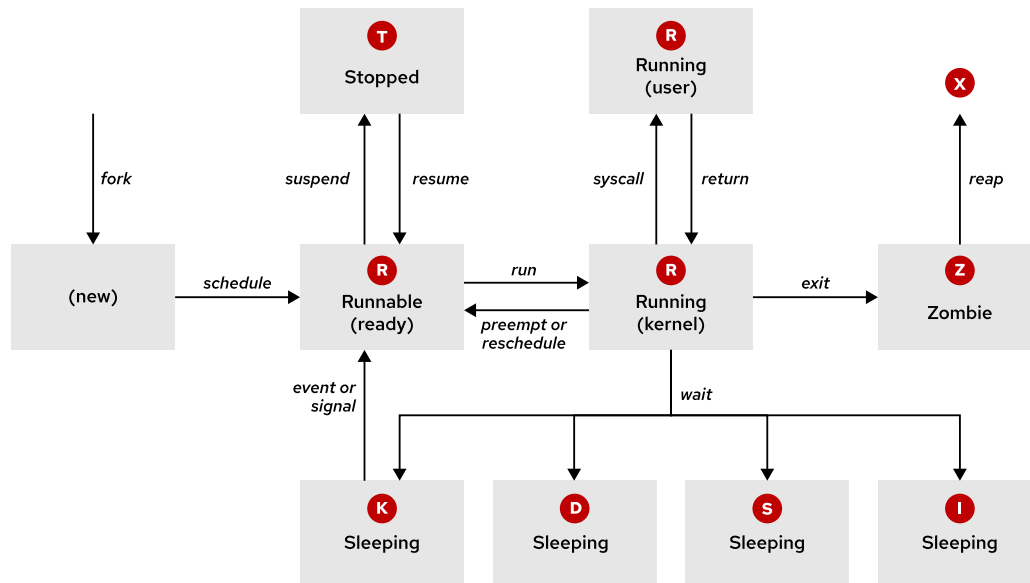 T
Stopped
R
Running
(user)
X
fork
suspend
resume
syscall
return
reap
(new)
schedule
R
Runnable
(ready)
run
preempt or
reschedule
R
Running
(kernel)
exit
Z
Zombie
event or
signal
wait
K
Sleeping
D
Sleeping
S
Sleeping
I
Sleeping